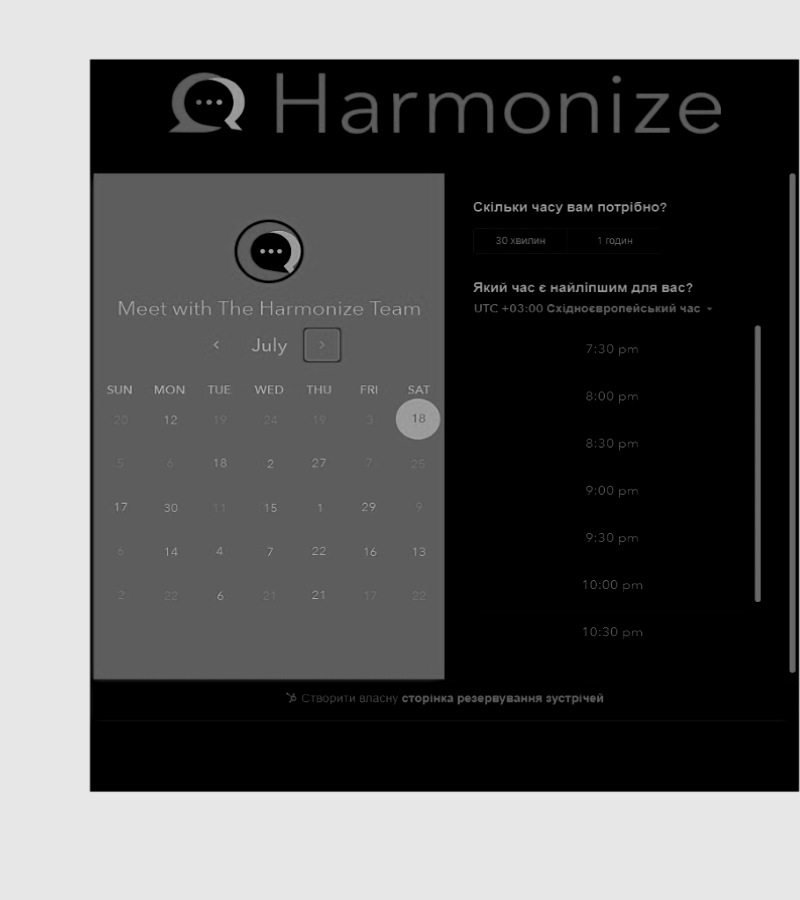 Harmonize
Meet with The Harmonize Team
July
SUN MON TUE WED THU FRI SAT
20 12 19 24 19 3 18
5 6 18 2 27 7 25
17 30 11 15 1 29 9
6 14 4 7 22 16 13
2 22 6 21 21 17 22
Скільки часу вам потрібно?
30 хвилин 1 годин
Який час є найліпшим для вас?
UTC +03:00 Східноєвропейський час
7:30 pm
8:00 pm
8:30 pm
9:00 pm
9:30 pm
10:00 pm
10:30 pm
Створити власну сторінка резервування зустрічей